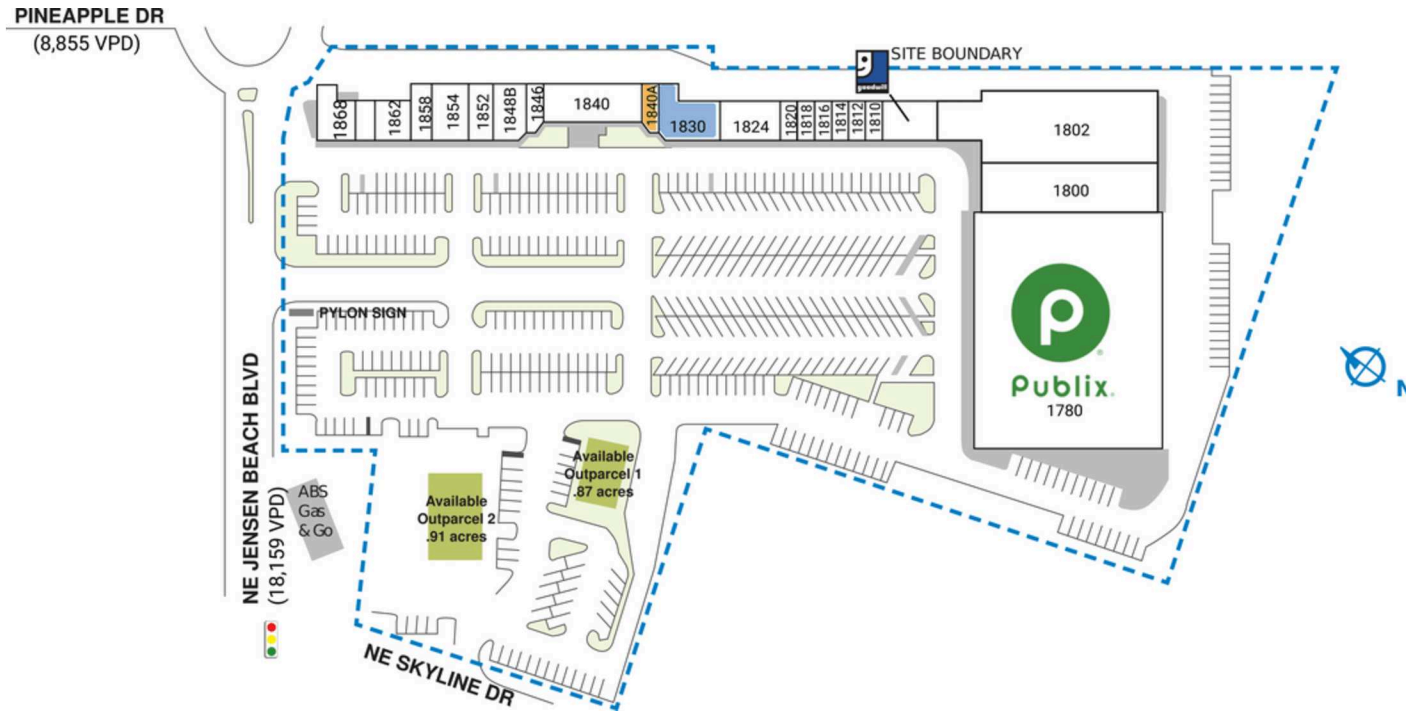 PINEAPPLE DR
(8,855 VPD)
goodwill
SITE BOUNDARY
1868
1862
1858
1854
1852
1848B
1846
1840
1840A
1830
1824
1820
1818
1816
1814
1812
1810
1802
1800
PYLON SIGN
Publix.
1780
NE JENSEN BEACH BLVD
(18,159 VPD)
ABS
Gas
& Go
Available
Outparcel 1
.87 acres
Available
Outparcel 2
.91 acres
NE SKYLINE DR
N